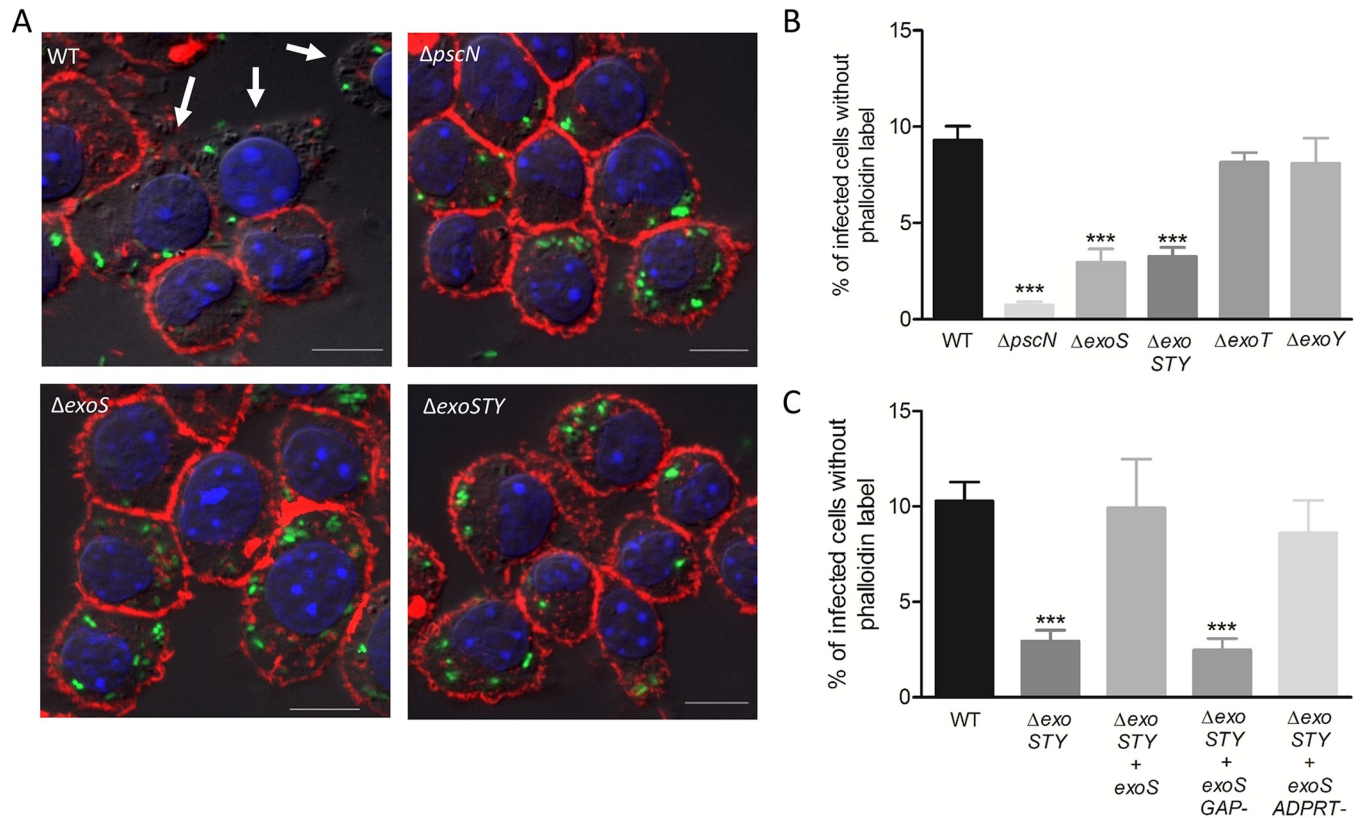 A
WT
ΔpscN
ΔexoS
ΔexoSTY
B
% of infected cells without
phalloidin label
15
10
5
0
***
***
***
WT
ΔpscN
ΔexoS
Δexo
STY
ΔexoT
ΔexoY
C
% of infected cells without
phalloidin label
15
10
5
0
***
***
WT
Δexo
STY
Δexo
STY
+
exoS
Δexo
STY
+
exoS
GAP-
Δexo
STY
+
exoS
ADPRT-